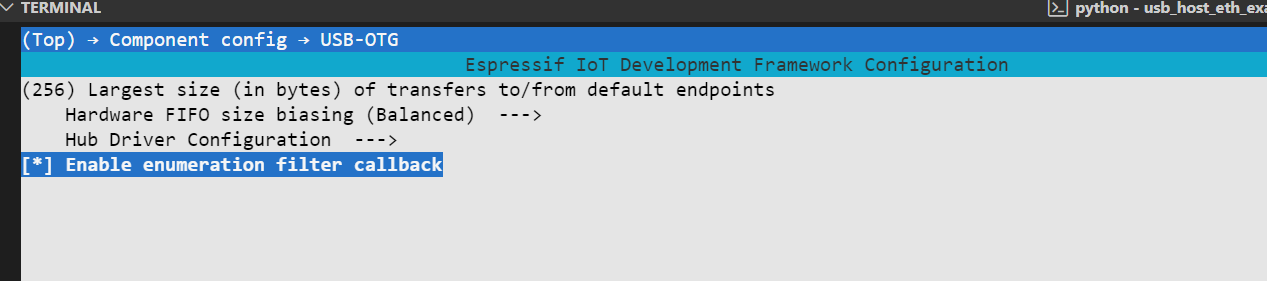 TERMINAL
python - usb_host_eth_exa
(Top) → Component config → USB-OTG
Espressif IoT Development Framework Configuration
(256) Largest size (in bytes) of transfers to/from default endpoints
Hardware FIFO size biasing (Balanced)  --->
Hub Driver Configuration  --->
[*] Enable enumeration filter callback